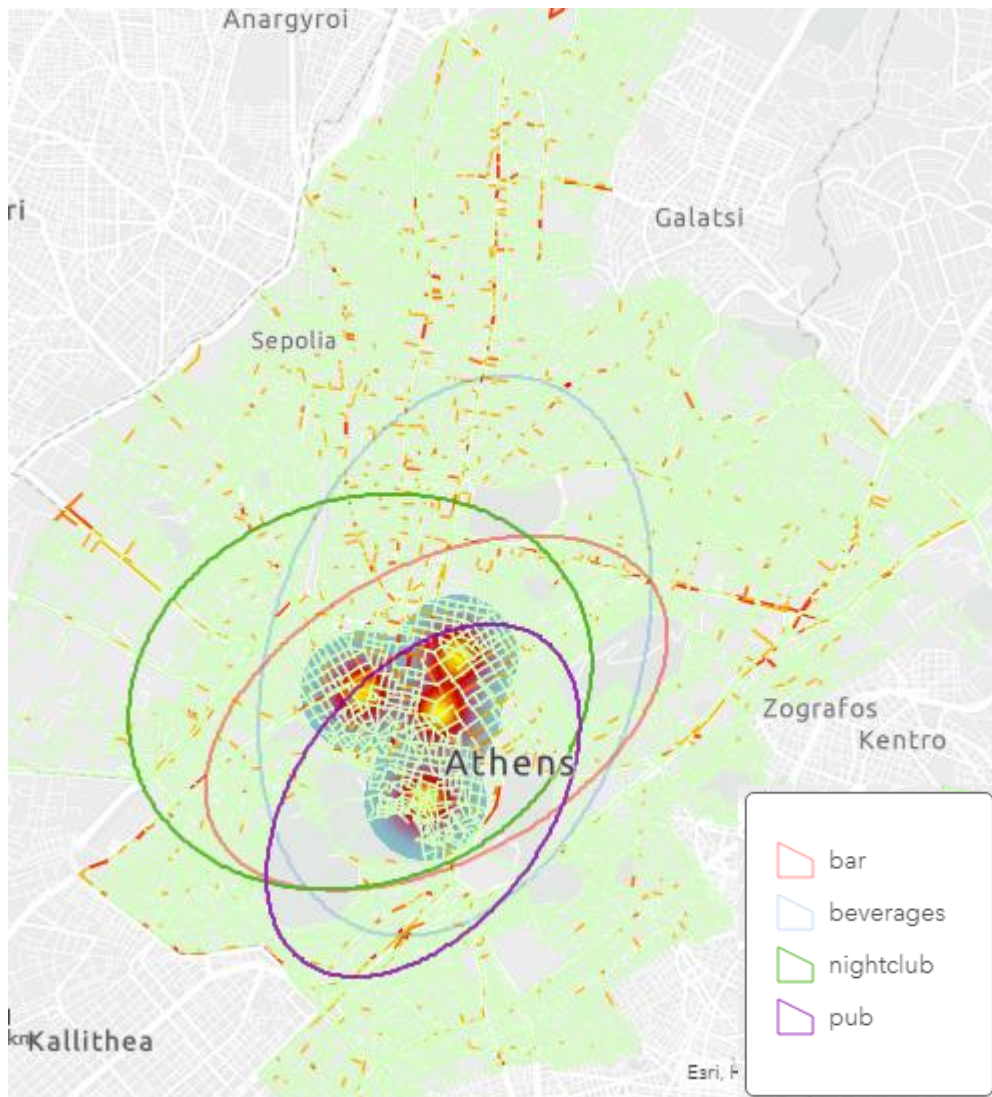 Anargyroi
ri
Galatsi
Sepolia
Zografos
Kentro
Athens
bar
beverages
nightclub
pub
Kallithea
Esri,